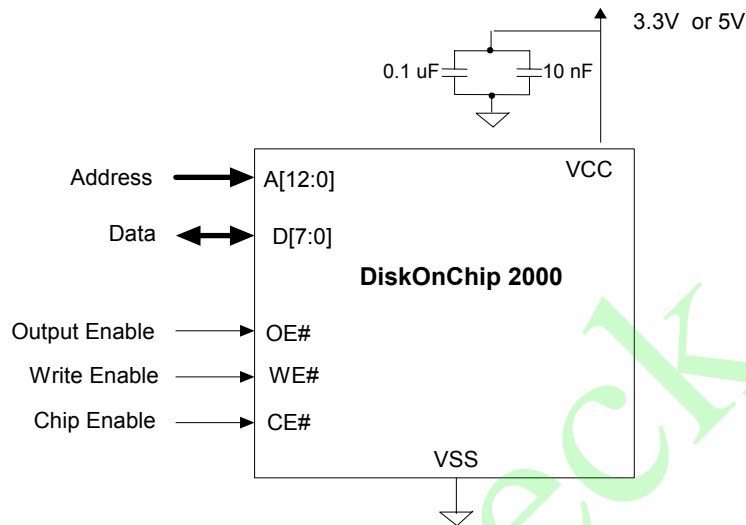 3.3V or 5V
0.1 uF
10 nF
VCC
Address
A[12:0]
Data
D[7:0]
DiskOnChip 2000
Output Enable
OE#
Write Enable
WE#
Chip Enable
CE#
VSS